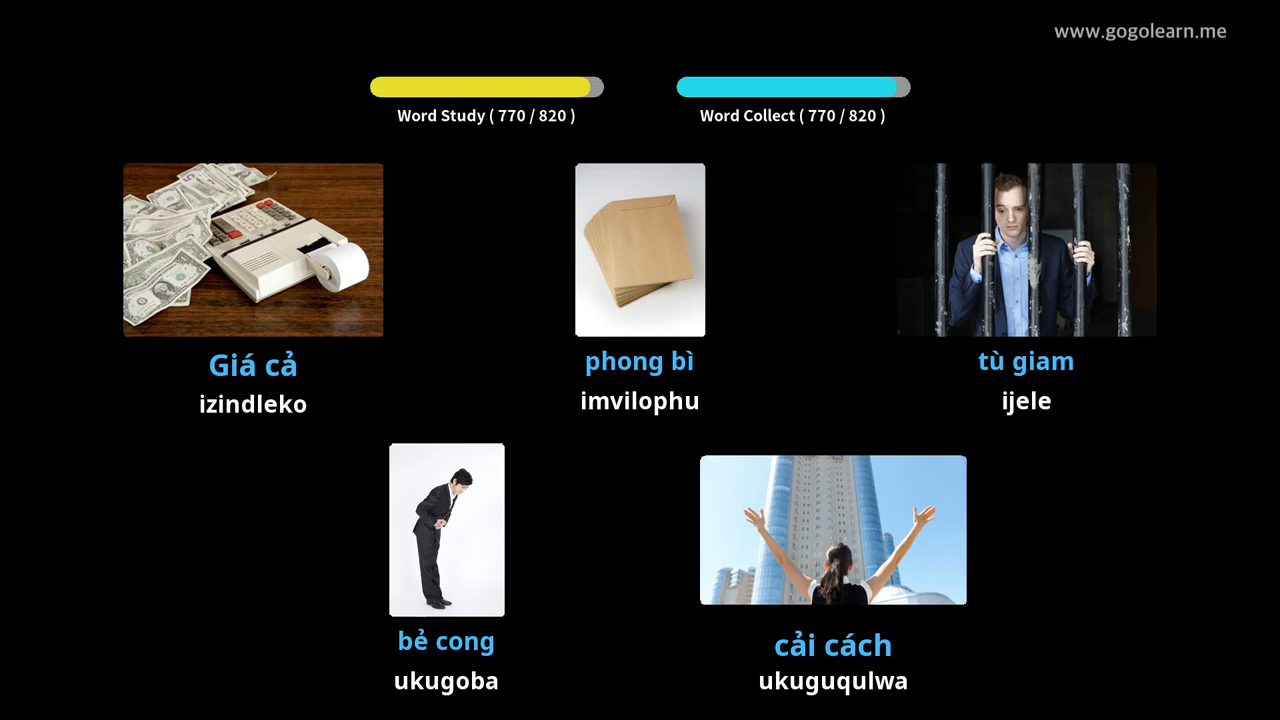 www.gogolearn.me
Word Study ( 770 / 820 )
Word Collect ( 770 / 820 )
Giá cả
izindleko
phong bì
imvilophu
tù giam
ijele
bẻ cong
ukugoba
cải cách
ukuguqulwa